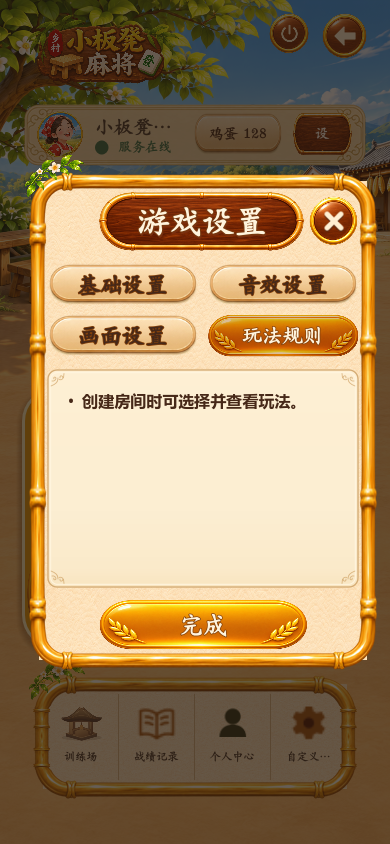 乡村
小板凳
麻将
發
小板凳…
服务在线
鸡蛋 128
设
游戏设置
基础设置
音效设置
画面设置
玩法规则
• 创建房间时可选择并查看玩法。
完成
训练场
战绩记录
个人中心
自定义…